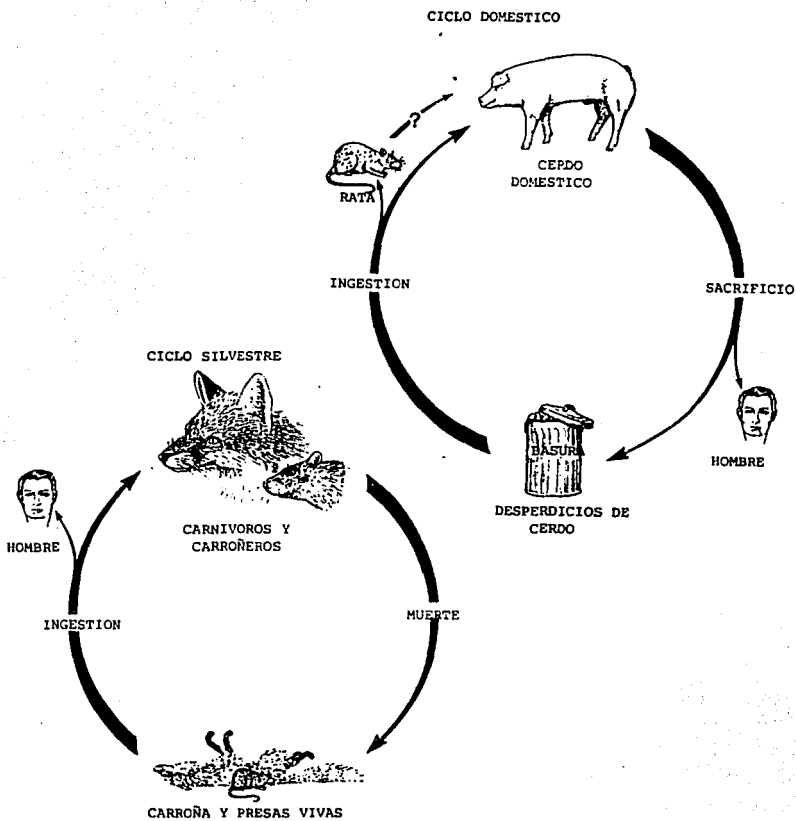 CICLO DOMESTICO
?
RATA
CERDO
DOMESTICO
INGESTION
SACRIFICIO
HOMBRE
BASURA
DESPERDICIOS DE
CERDO
CICLO SILVESTRE
HOMBRE
CARNIVOROS Y
CARROÑEROS
INGESTION
MUERTE
CARROÑA Y PRESAS VIVAS